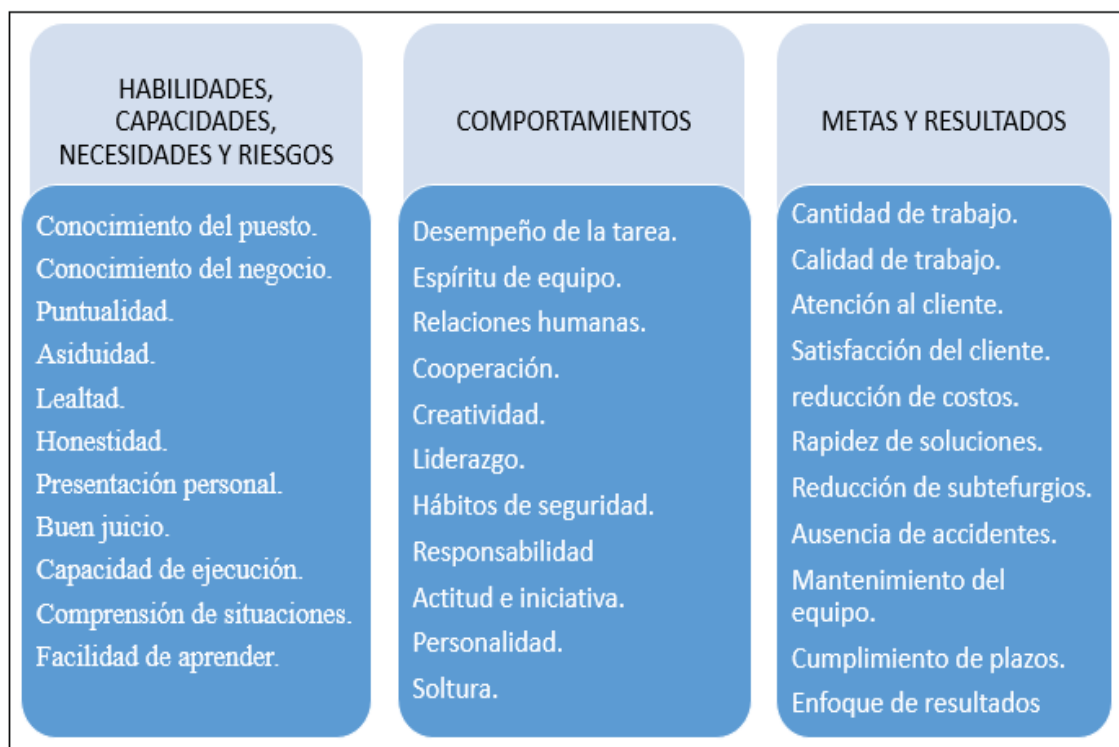 HABILIDADES,
CAPACIDADES,
NECESIDADES Y RIESGOS
Conocimiento del puesto.
Conocimiento del negocio.
Puntualidad.
Asiduidad.
Lealtad.
Honestidad.
Presentación personal.
Buen juicio.
Capacidad de ejecución.
Comprensión de situaciones.
Facilidad de aprender.
COMPORTAMIENTOS
Desempeño de la tarea.
Espíritu de equipo.
Relaciones humanas.
Cooperación.
Creatividad.
Liderazgo.
Hábitos de seguridad.
Responsabilidad
Actitud e iniciativa.
Personalidad.
Soltura.
METAS Y RESULTADOS
Cantidad de trabajo.
Calidad de trabajo.
Atención al cliente.
Satisfacción del cliente.
reducción de costos.
Rapidez de soluciones.
Reducción de subtefurgios.
Ausencia de accidentes.
Mantenimiento del
equipo.
Cumplimiento de plazos.
Enfoque de resultados